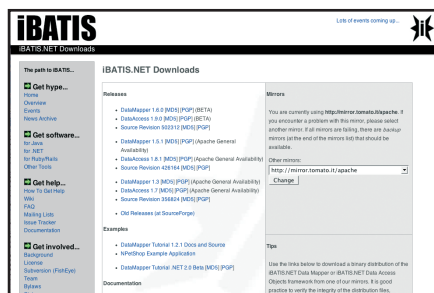 iBATIS
Lots of events coming up...
iBATIS.NET Downloads
The path to iBATIS...
Get hype...
Home
Overview
Events
News Archive
Get software...
for Java
for .NET
for Ruby/Rails
Other Tools
Get help...
How To Get Help
Wiki
FAQ
Mailing Lists
Issue Tracker
Documentation
Get involved...
Background
License
Subversion (FishEye)
Team
Bylaws
iBATIS.NET Downloads
Releases
DataMapper 1.6.0 [MD5] [PGP] (BETA)
DataAccess 1.9.0 [MD5] [PGP] (BETA)
Source Revision 502312 [MD5] [PGP]
DataMapper 1.5.1 [MD5] [PGP] (Apache General
Availability)
DataAccess 1.8.1 [MD5] [PGP] (Apache General Availability)
Source Revision 426184 [MD5] [PGP]
DataMapper 1.3 [MD5] [PGP] (Apache General Availability)
DataAccess 1.7 [MD5] [PGP] (Apache General Availability)
Source Revision 356824 [MD5] [PGP]
Old Releases (at SourceForge)
Examples
DataMapper Tutorial 1.2.1 Docs and Source
NPetShop Example Application
DataMapper Tutorial .NET 2.0 Beta [MD5] [PGP]
Documentation
Mirrors
You are currently using http://mirror.tomato.it/apache. If
you encounter a problem with this mirror, please select
another mirror. If all mirrors are failing, there are backup
mirrors (at the end of the mirrors list) that should be
available.
Other mirrors:
http://mirror.tomato.it/apache
Change
Tips
Use the links below to download a binary distribution of the
iBATIS.NET Data Mapper or iBATIS.NET Data Access
Objects framework from one of our mirrors. It is good
practice to verify the integrity of the distribution files,